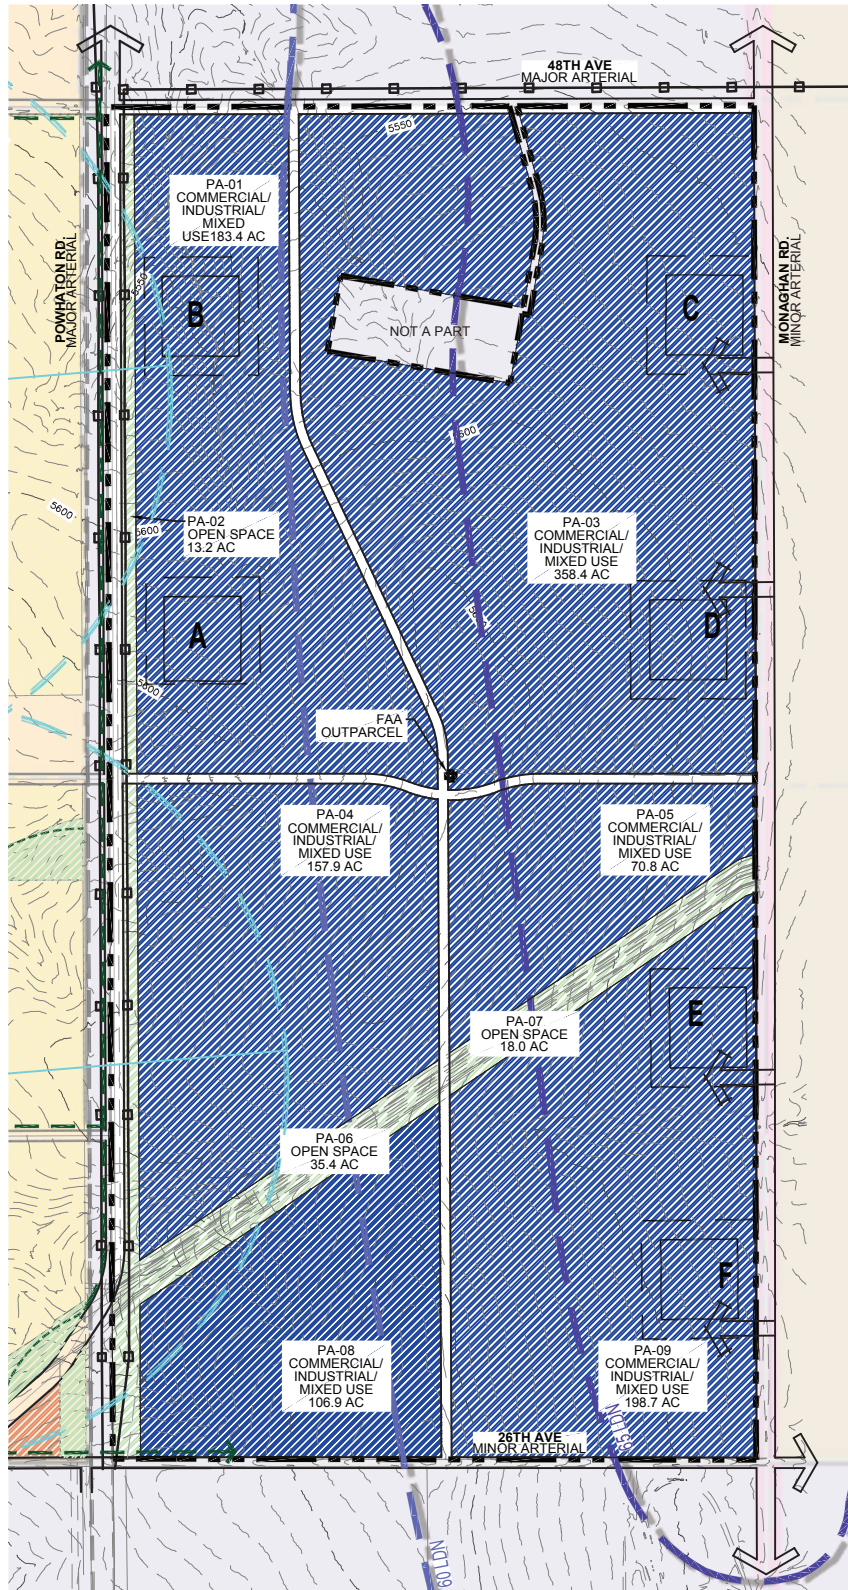 48TH AVE
MAJOR ARTERIAL
5550
PA-01
COMMERCIAL/
INDUSTRIAL/
MIXED
USE183.4 AC
POWHATON RD.
MAJOR ARTERIAL
MONAGHAN RD.
MINOR ARTERIAL
5550
B
C
NOT A PART
5600
5600
PA-02
OPEN SPACE
13.2 AC
5600
PA-03
COMMERCIAL/
INDUSTRIAL/
MIXED USE
358.4 AC
A
D
5600
FAA
OUTPARCEL
PA-04
COMMERCIAL/
INDUSTRIAL/
MIXED USE
157.9 AC
PA-05
COMMERCIAL/
INDUSTRIAL/
MIXED USE
70.8 AC
E
PA-07
OPEN SPACE
18.0 AC
PA-06
OPEN SPACE
35.4 AC
F
PA-08
COMMERCIAL/
INDUSTRIAL/
MIXED USE
106.9 AC
PA-09
COMMERCIAL/
INDUSTRIAL/
MIXED USE
198.7 AC
65 LDN
26TH AVE
MINOR ARTERIAL
60 LDN